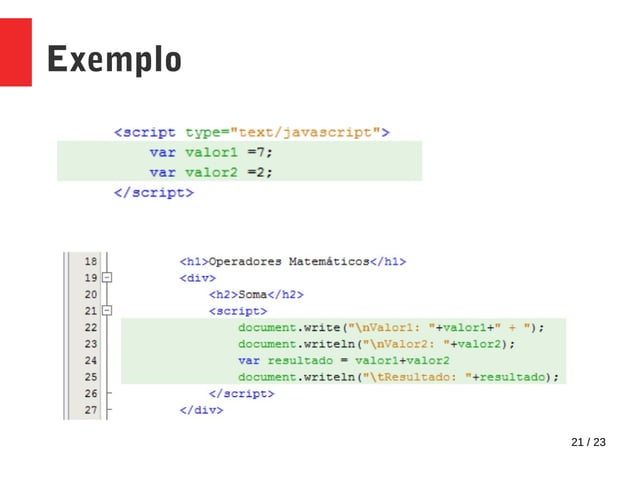 Exemplo
<script type="text/javascript">
var valor1 =7;
var valor2 =2;
</script>
18 <h1>Operadores Matemáticos</h1>
19 <div>
20 <h2>Soma</h2>
21 <script>
22 document.write("\nValor1: "+valor1+" + ");
23 document.writeln("\nValor2: "+valor2);
24 var resultado = valor1+valor2
25 document.writeln("\tResultado: "+resultado);
26 </script>
27 </div>
21 / 23